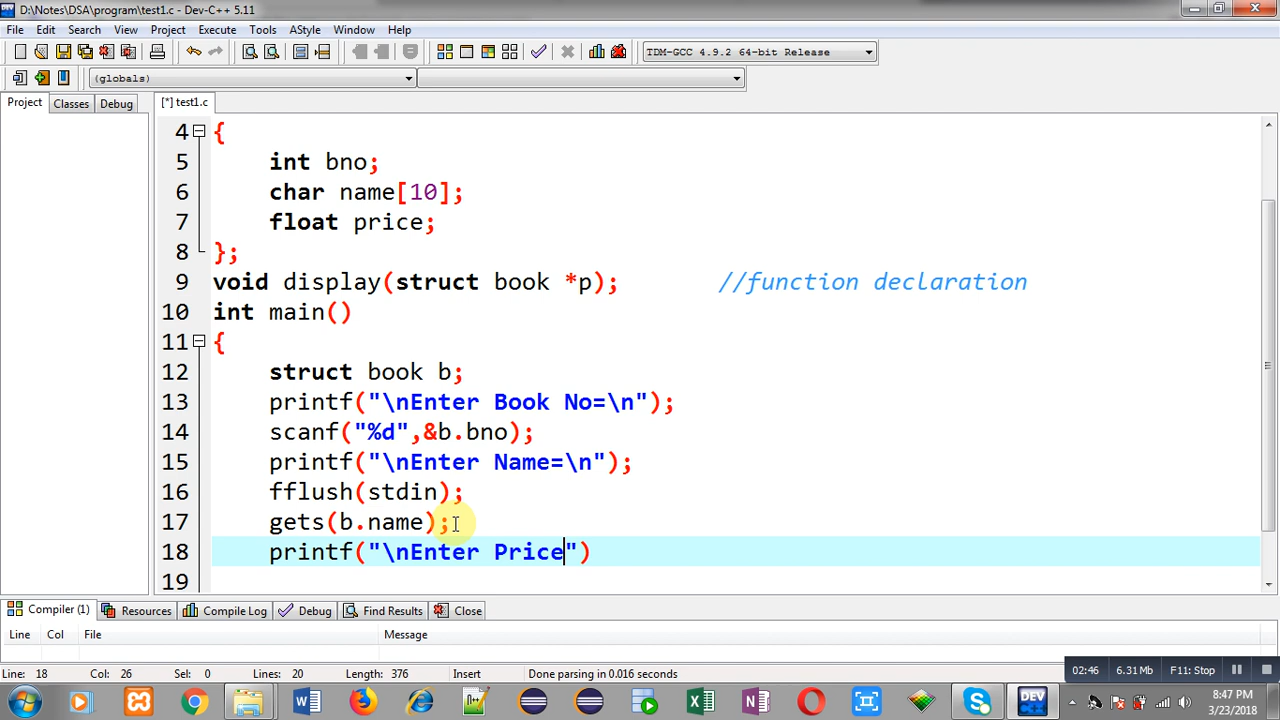 D:\Notes\DSA\program\test1.c - Dev-C++ 5.11
File Edit Search View Project Execute Tools AStyle Window Help
TDM-GCC 4.9.2 64-bit Release
(globals)
Project Classes Debug [*] test1.c
4 {
5 int bno;
6 char name[10];
7 float price;
8 };
9 void display(struct book *p); //function declaration
10 int main()
11 {
12 struct book b;
13 printf("\nEnter Book No=\n");
14 scanf("%d",&b.bno);
15 printf("\nEnter Name=\n");
16 fflush(stdin);
17 gets(b.name);
18 printf("\nEnter Price")
19
Compiler (1) Resources Compile Log Debug Find Results Close
Line Col File Message
Line: 18 Col: 26 Sel: 0 Lines: 20 Length: 376 Insert Done parsing in 0.016 seconds
02:46 6.31 Mb F11: Stop
DEV
8:47 PM
3/23/2018